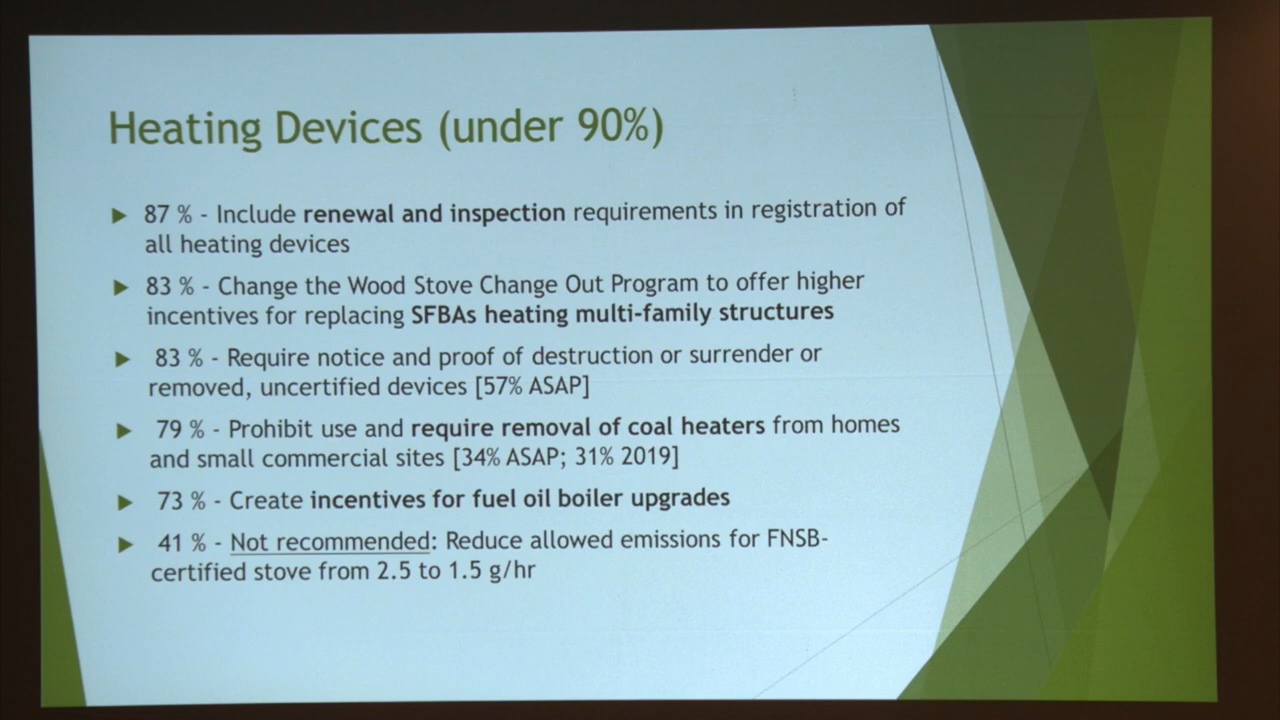 Heating Devices (under 90%)
87 % - Include renewal and inspection requirements in registration of
all heating devices
83 % - Change the Wood Stove Change Out Program to offer higher
incentives for replacing SFBAs heating multi-family structures
83 % - Require notice and proof of destruction or surrender or
removed, uncertified devices [57% ASAP]
79 % - Prohibit use and require removal of coal heaters from homes
and small commercial sites [34% ASAP; 31% 2019]
73 % - Create incentives for fuel oil boiler upgrades
41 % - Not recommended: Reduce allowed emissions for FNSB-
certified stove from 2.5 to 1.5 g/hr